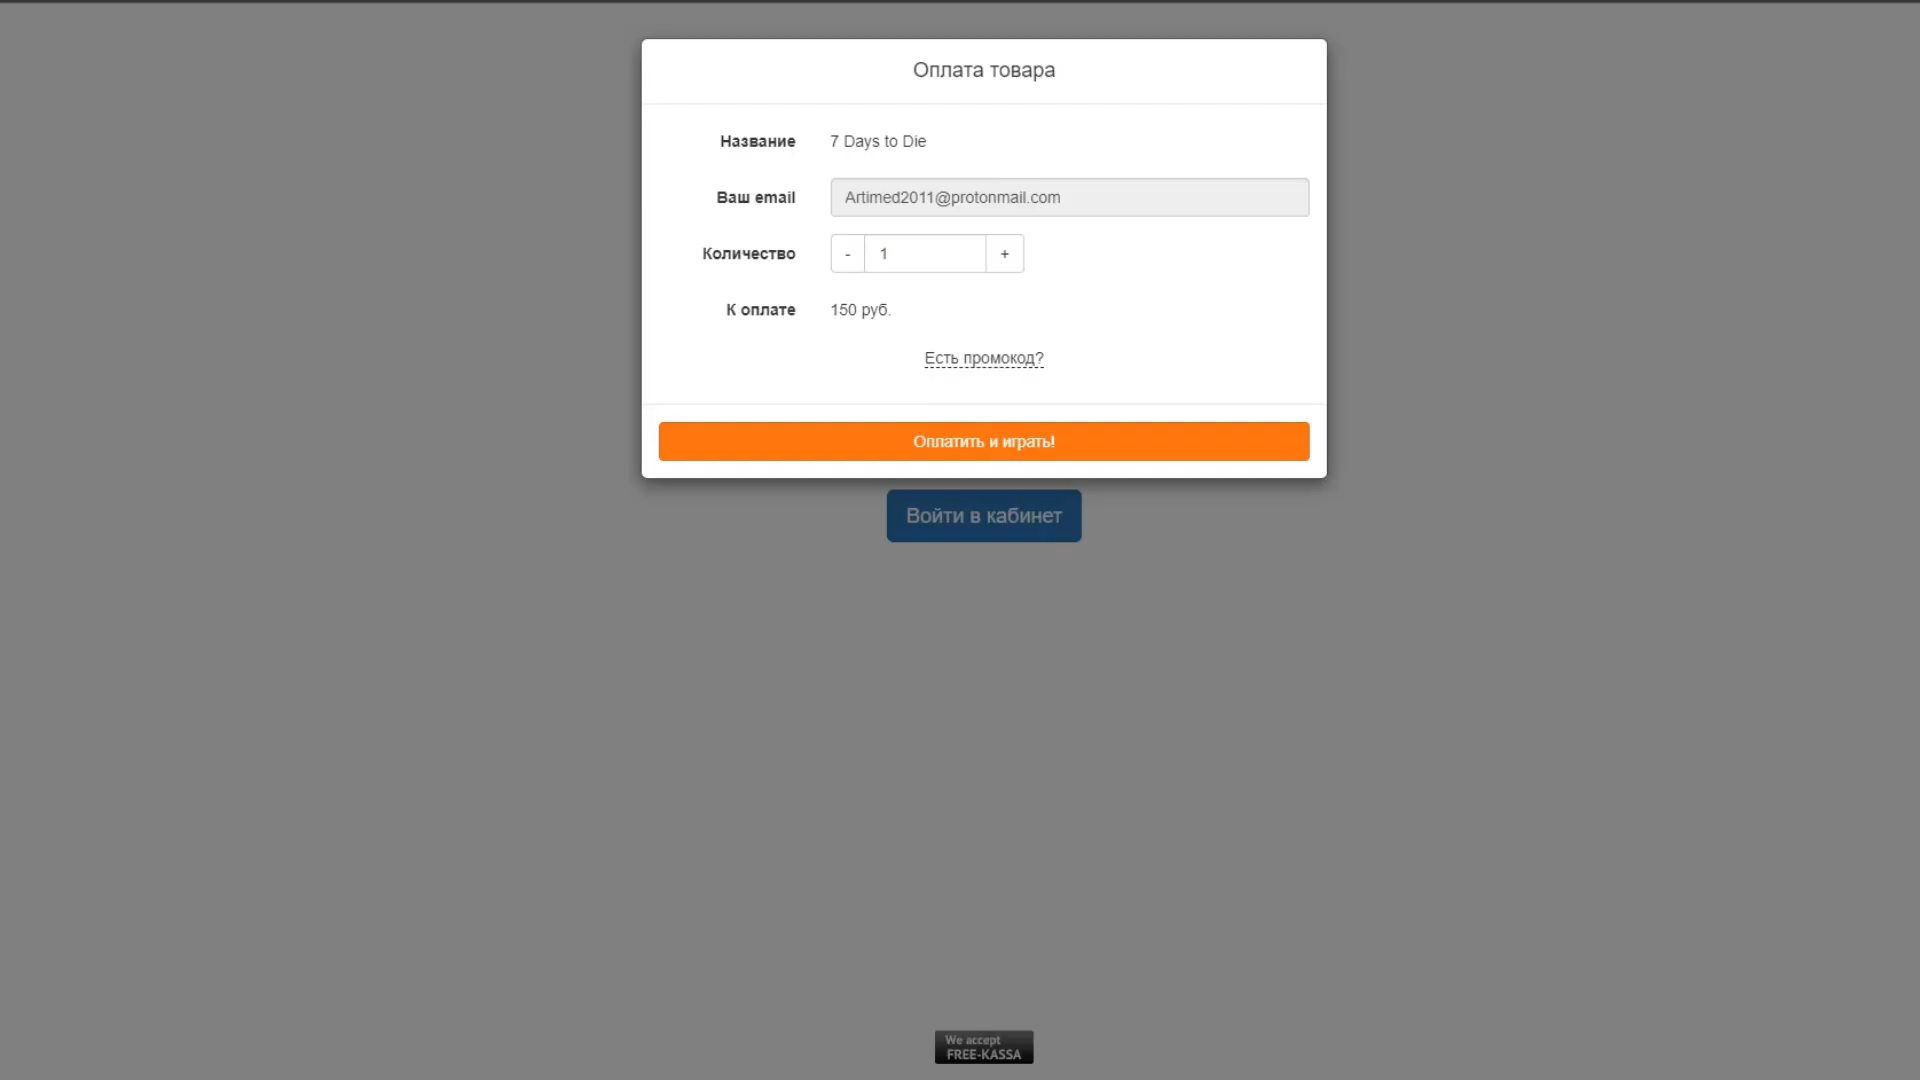 Оплата товара
Название 7 Days to Die
Ваш email Artimed2011@protonmail.com
Количество - 1 +
К оплате 150 руб.
Есть промокод?
Оплатить и играть!
Войти в кабинет
We accept
FREE-KASSA